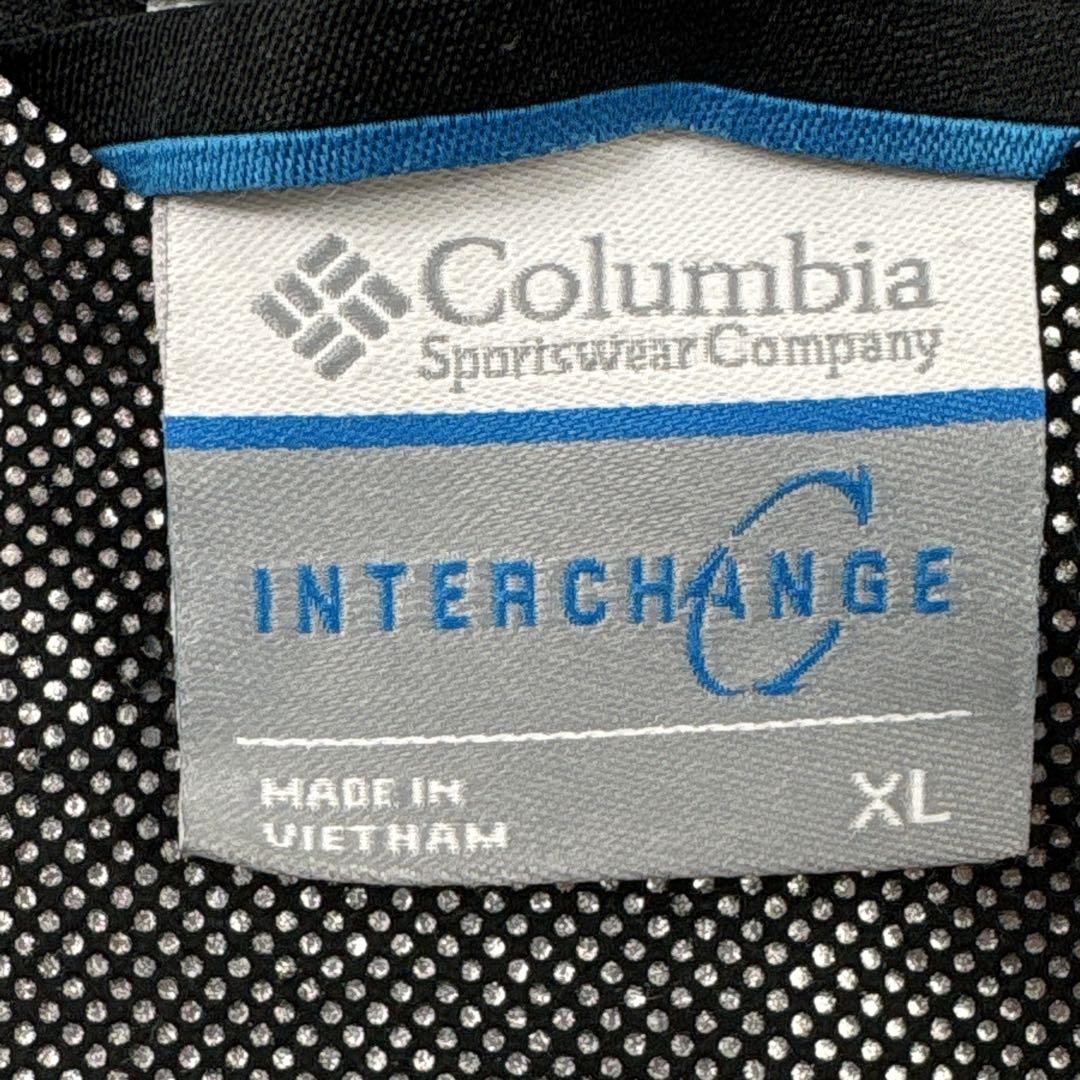 Columbia
Sportswear Company
INTERCHANGE
MADE IN
VIETNAM
XL